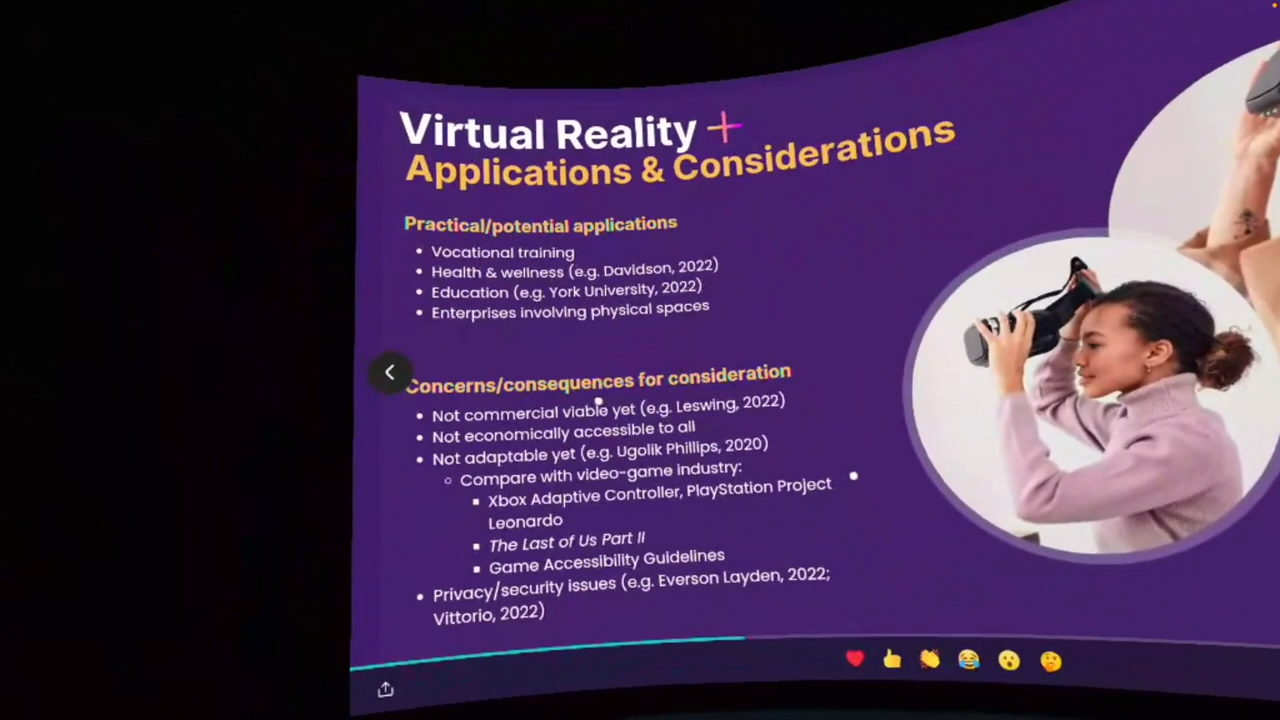 Virtual Reality
Applications & Considerations
Practical/potential applications
• Vocational training
• Health & wellness (e.g. Davidson, 2022)
• Education (e.g. York University, 2022)
• Enterprises involving physical spaces
Concerns/consequences for consideration
• Not commercial viable yet (e.g. Leswing, 2022)
• Not economically accessible to all
• Not adaptable yet (e.g. Ugolik Phillips, 2020)
○ Compare with video-game industry:
■ Xbox Adaptive Controller, PlayStation Project
Leonardo
■ The Last of Us Part II
■ Game Accessibility Guidelines
• Privacy/security issues (e.g. Everson Layden, 2022;
Vittorio, 2022)